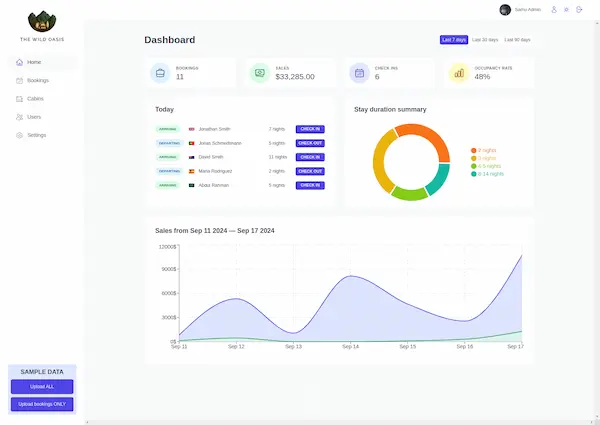 THE WILD OASIS
Samu Admin
Home
Bookings
Cabins
Users
Settings
SAMPLE DATA
Upload ALL
Upload bookings ONLY
Dashboard
Last 7 days
Last 30 days
Last 90 days
BOOKINGS
11
SALES
$33,285.00
CHECK INS
6
OCCUPANCY RATE
48%
Today
ARRIVING
Jonathan Smith
7 nights
CHECK IN
DEPARTING
Jonas Schmedtmann
5 nights
CHECK OUT
ARRIVING
David Smith
11 nights
CHECK IN
DEPARTING
Maria Rodriguez
2 nights
CHECK OUT
ARRIVING
Rahman
5 nights
CHECK IN
Stay duration summary
nights
nights
4-5 nights
8-14 nights
Sales from Sep 11 2024 — Sep 17 2024
12000$
9000$
6000$
3000$
0$
Sep 11
Sep 12
Sep 13
Sep 14
Sep 15
Sep 16
Sep 17